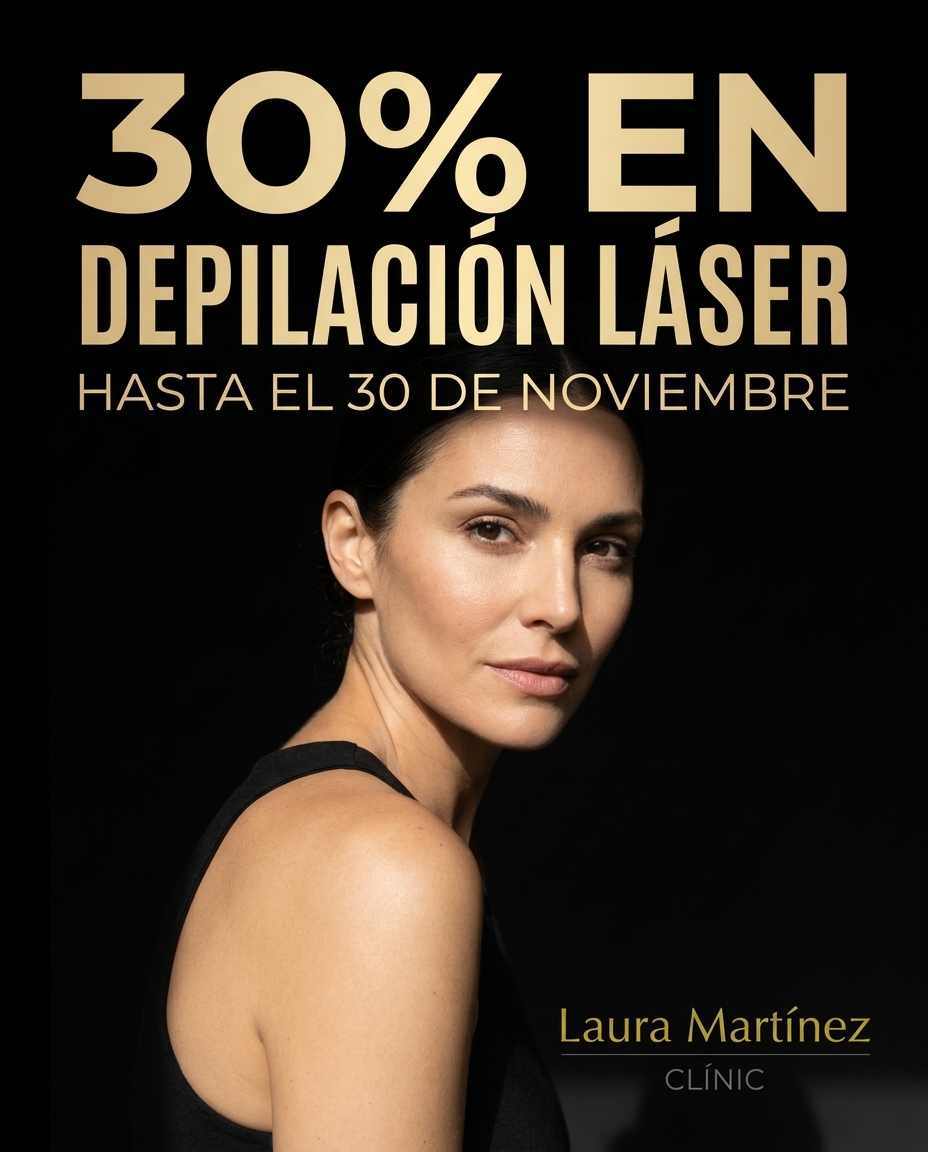 30% EN
DEPILACIÓN LÁSER
HASTA EL 30 DE NOVIEMBRE
Laura Martínez
CLÍNIC